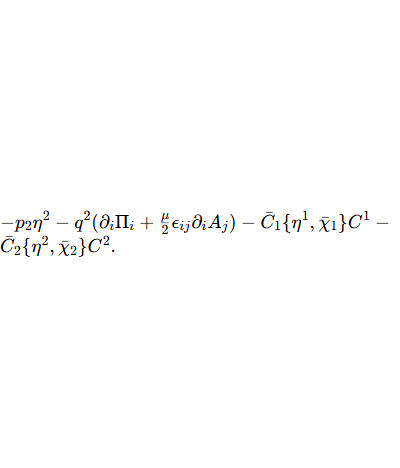 −p₂η² − q²(∂ᵢΠᵢ + μ/2 ϵᵢⱼ∂ᵢAⱼ) − C̄₁{η¹, χ̄₁}C¹ −
C̄₂{η², χ̄₂}C².